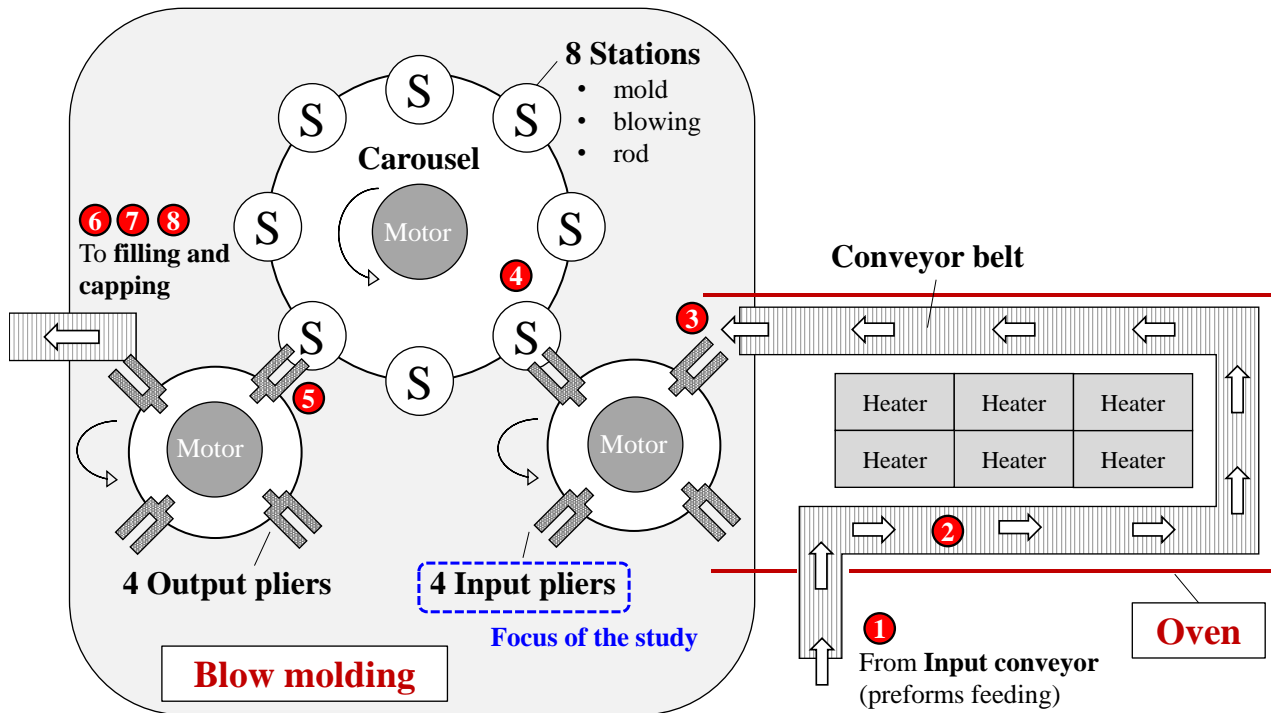 8 Stations
• mold
• blowing
• rod
S
S
S
S
S
S
S
S
Carousel
Motor
6 7 8
To filling and
capping
4
3
5
Conveyor belt
Heater Heater Heater
Heater Heater Heater
2
Motor
Motor
4 Output pliers
4 Input pliers
Focus of the study
Blow molding
1
From Input conveyor
(preforms feeding)
Oven